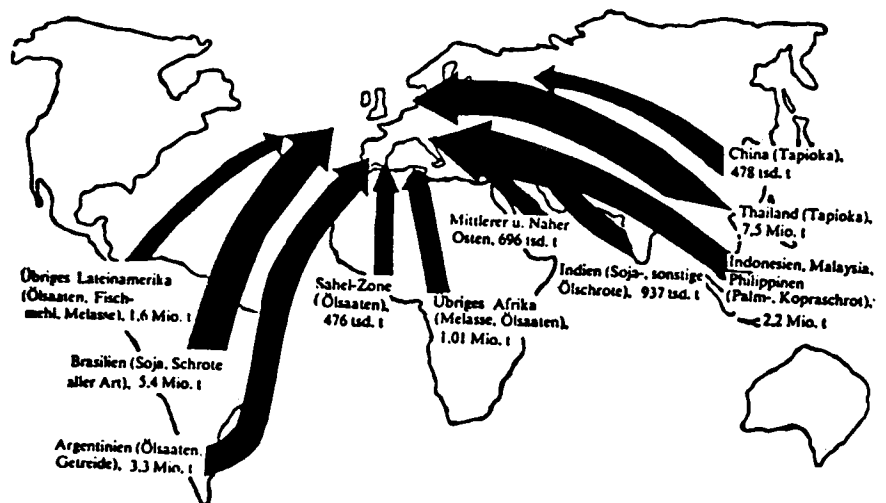 Übriges Lateinamerika
(Ölsaaten, Fisch-
mehl, Melasse), 1,6 Mio. t
Brasilien (Soja, Schrote
aller Art), 5.4 Mio. t
Argentinien (Ölsaaten,
Getreide), 3,3 Mio. t
Sahel-Zone
(Ölsaaten),
476 tsd. t
Übriges Afrika
(Melasse, Ölsaaten),
1.01 Mio. t
Mittlerer u. Naher
Osten, 696 tsd. t
Indien (Soja-, sonstige
Ölschrote) 937 tsd. t
China (Tapioka),
478 tsd. t
Thailand (Tapioka),
7,5 Mio. t
Indonesien, Malaysia,
Philippinen
(Palm-, Kopraschrot),
2,2 Mio. t